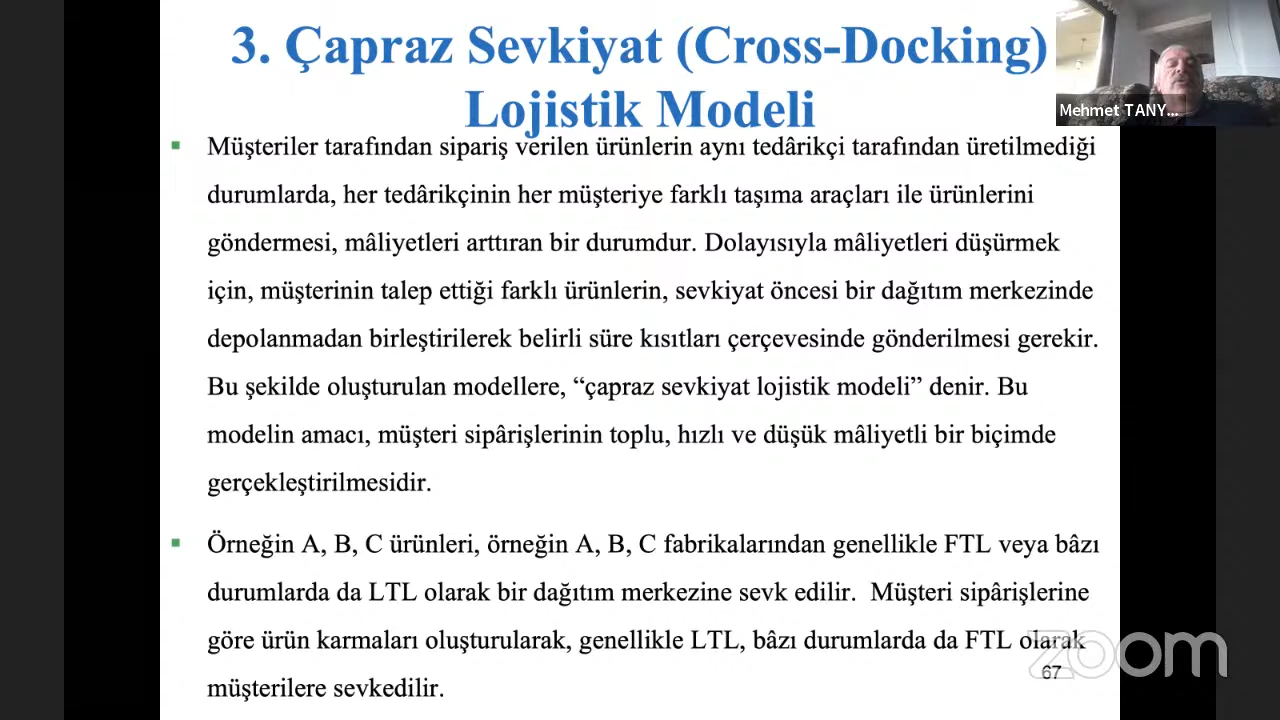 3. Çapraz Sevkiyat (Cross-Docking)
Lojistik Modeli
Mehmet TANY...
▪ Müşteriler tarafından sipariş verilen ürünlerin aynı tedârikçi tarafından üretilmediği
durumlarda, her tedârikçinin her müşteriye farklı taşıma araçları ile ürünlerini
göndermesi, mâliyetleri arttıran bir durumdur. Dolayısıyla mâliyetleri düşürmek
için, müşterinin talep ettiği farklı ürünlerin, sevkiyat öncesi bir dağıtım merkezinde
depolanmadan birleştirilerek belirli süre kısıtları çerçevesinde gönderilmesi gerekir.
Bu şekilde oluşturulan modellere, “çapraz sevkiyat lojistik modeli” denir. Bu
modelin amacı, müşteri sipârişlerinin toplu, hızlı ve düşük mâliyetli bir biçimde
gerçekleştirilmesidir.
▪ Örneğin A, B, C ürünleri, örneğin A, B, C fabrikalarından genellikle FTL veya bâzı
durumlarda da LTL olarak bir dağıtım merkezine sevk edilir. Müşteri sipârişlerine
göre ürün karmaları oluşturularak, genellikle LTL, bâzı durumlarda da FTL olarak
müşterilere sevkedilir.
zoom
67